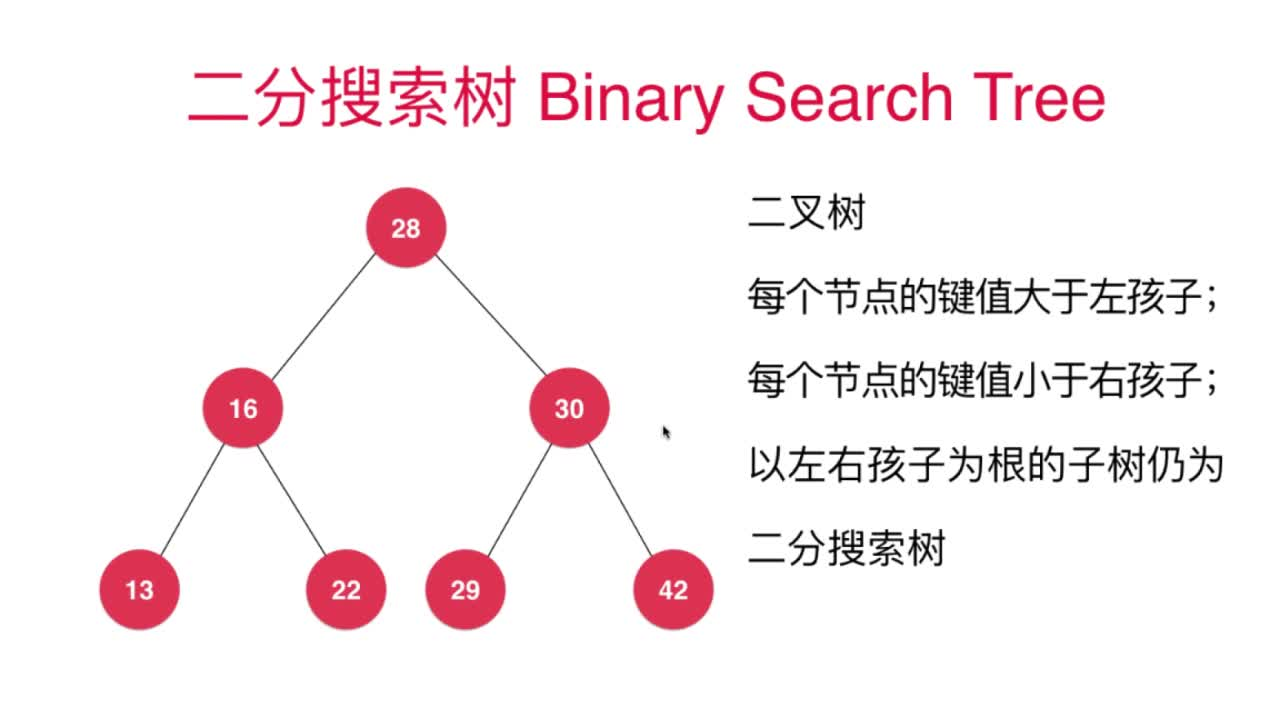 二分搜索树 Binary Search Tree
28
16
30
13
22
29
42
二叉树
每个节点的键值大于左孩子；
每个节点的键值小于右孩子；
以左右孩子为根的子树仍为
二分搜索树